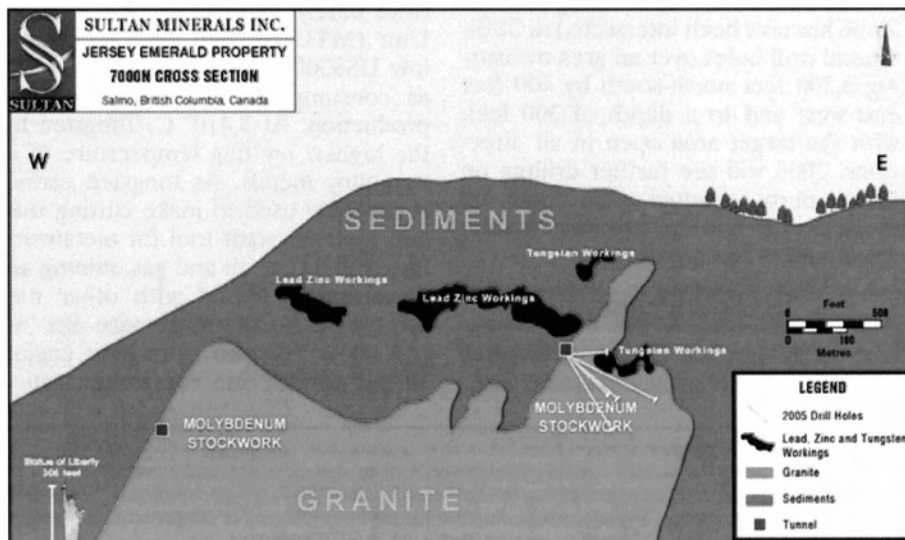 SULTAN MINERALS INC.
JERSEY EMERALD PROPERTY
7000N CROSS SECTION
Salmo, British Columbia, Canada
S
SULTAN
W
E
SEDIMENTS
Tungsten Workings
Lead Zinc Workings
Lead Zinc Workings
Tungsten Workings
Feet
0 500
0 100
Metres
MOLYBDENUM
STOCKWORK
MOLYBDENUM
STOCKWORK
Statue of Liberty
GRANITE
LEGEND
2005 Drill Holes
Lead, Zinc and Tungsten
Workings
Granite
Sediments
Tunnel